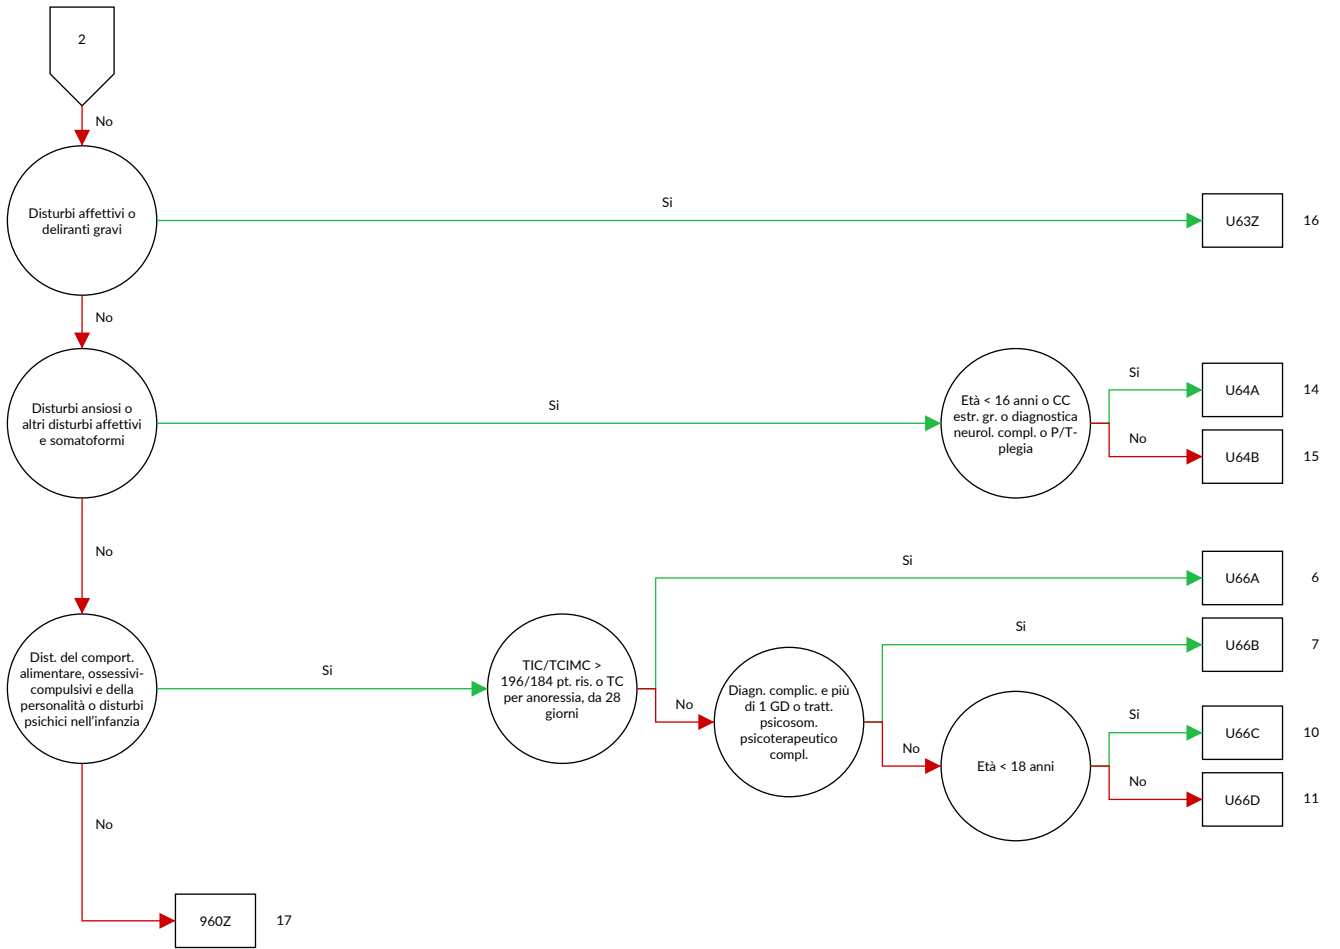 2
No
Disturbi affettivi o
deliranti gravi
Si
U63Z
16
No
Disturbi ansiosi o
altri disturbi affettivi
e somatoformi
Si
Età < 16 anni o CC
estr. gr. o diagnostica
neurol. compl. o P/T-
plegia
Si
U64A
14
No
U64B
15
No
Dist. del comport.
alimentare, ossessivi-
compulsivi e della
personalità o disturbi
psichici nell'infanzia
Si
TIC/TCIMC >
196/184 pt. ris. o TC
per anoressia, da 28
giorni
Si
U66A
6
No
Diagn. complic. e più
di 1 GD o tratt.
psicosom.
psicoterapeutico
compl.
Si
U66B
7
No
Età < 18 anni
Si
U66C
10
No
U66D
11
No
960Z
17